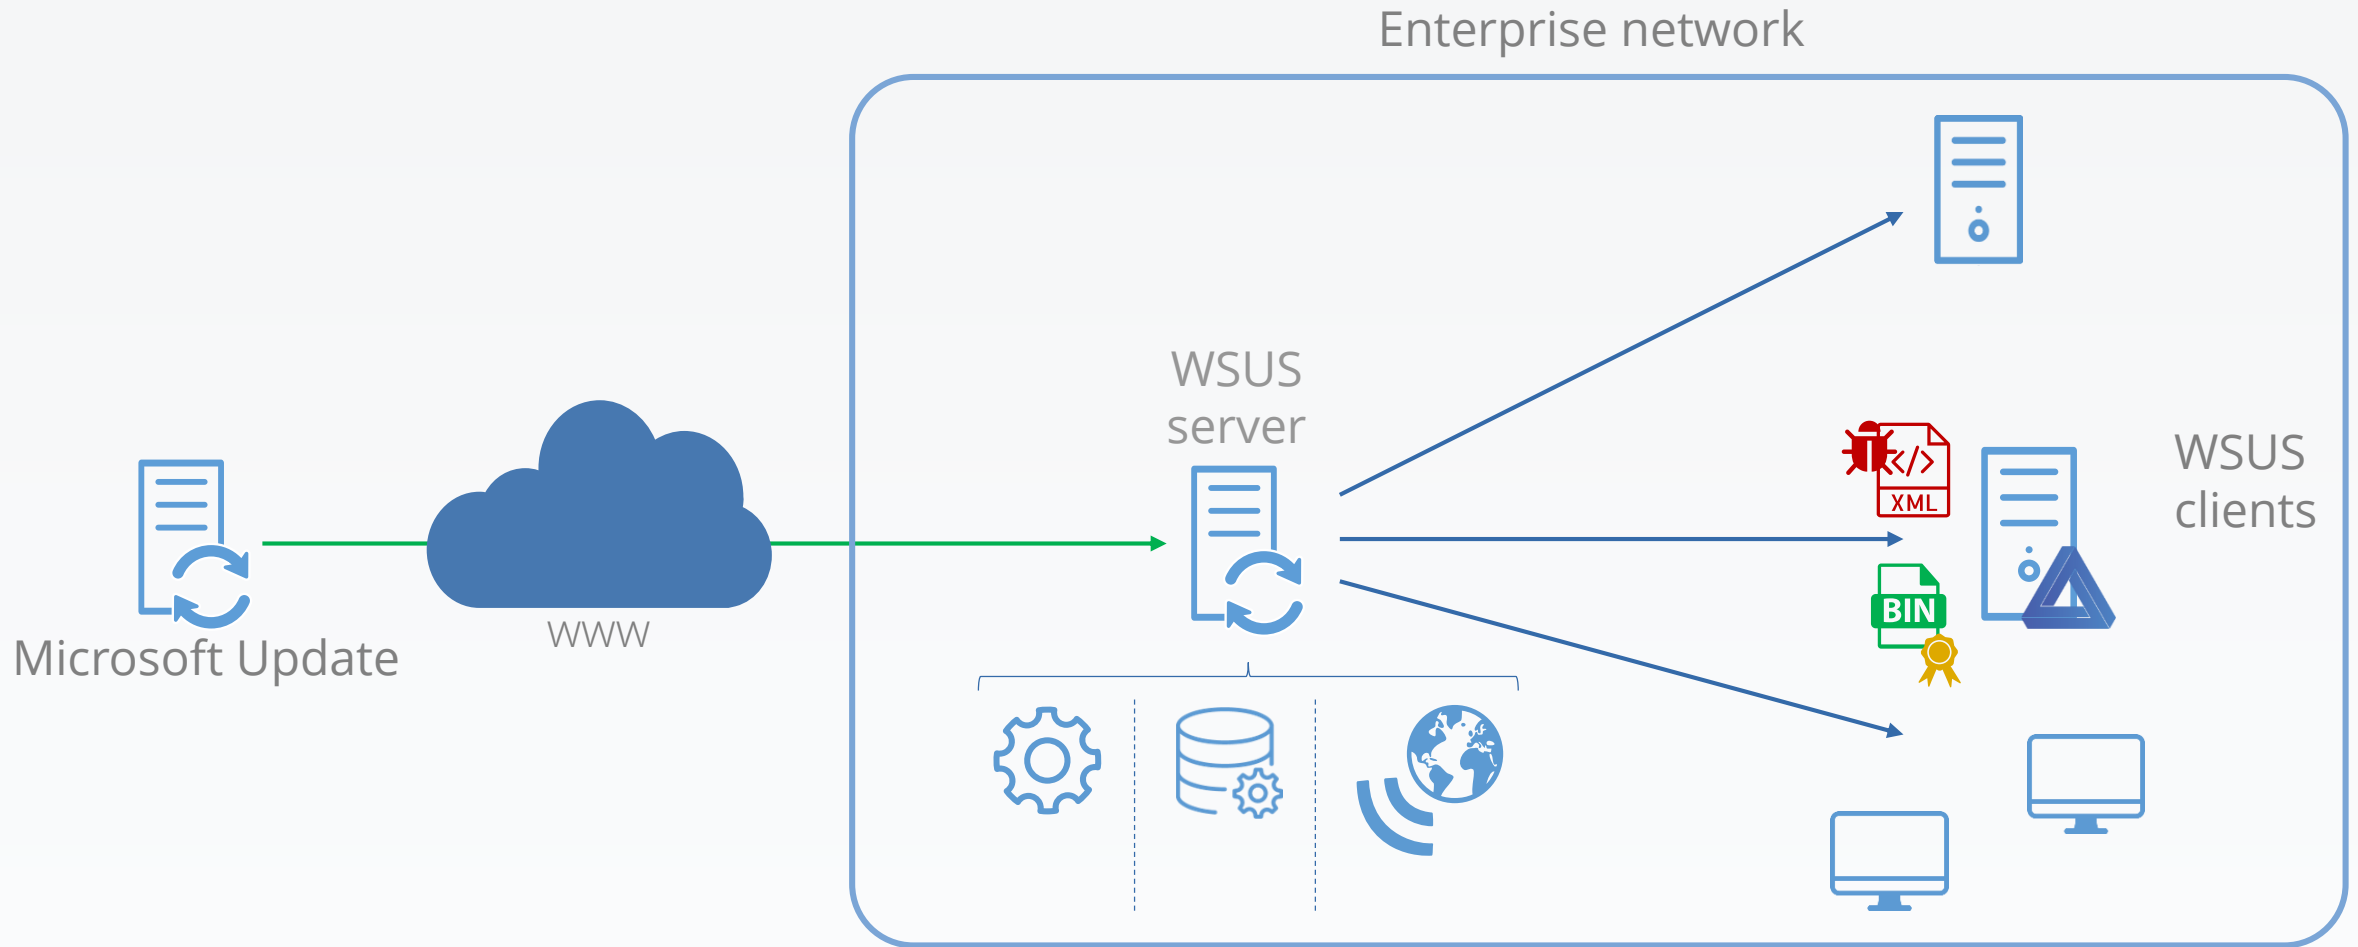 Enterprise network
WSUS
server
XML
WSUS
clients
BIN
WWW
Microsoft Update